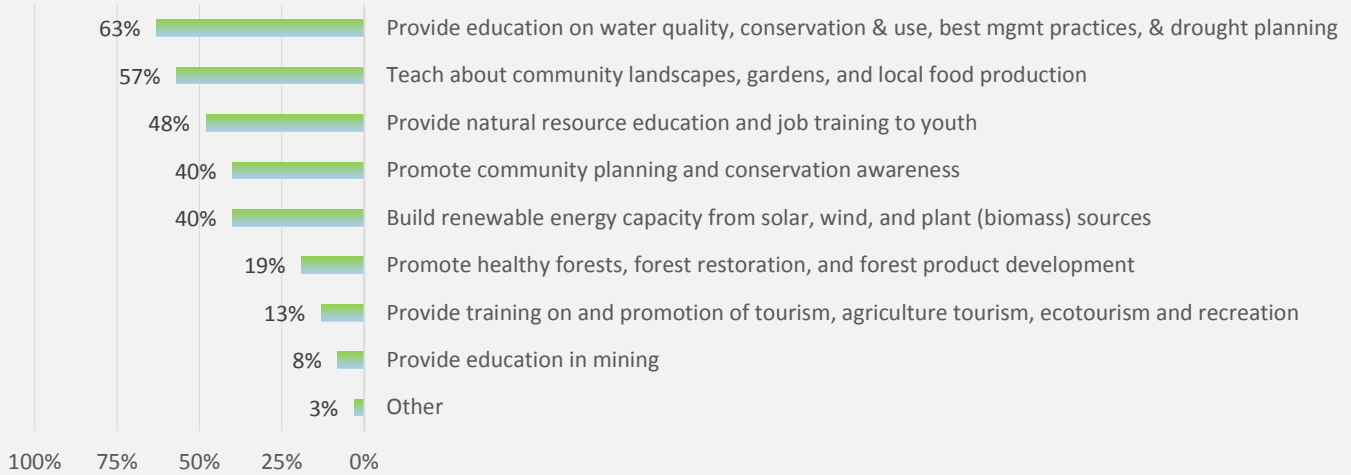 63% Provide education on water quality, conservation & use, best mgmt practices, & drought planning
57% Teach about community landscapes, gardens, and local food production
48% Provide natural resource education and job training to youth
40% Promote community planning and conservation awareness
40% Build renewable energy capacity from solar, wind, and plant (biomass) sources
19% Promote healthy forests, forest restoration, and forest product development
13% Provide training on and promotion of tourism, agriculture tourism, ecotourism and recreation
8% Provide education in mining
3% Other
100% 75% 50% 25% 0%